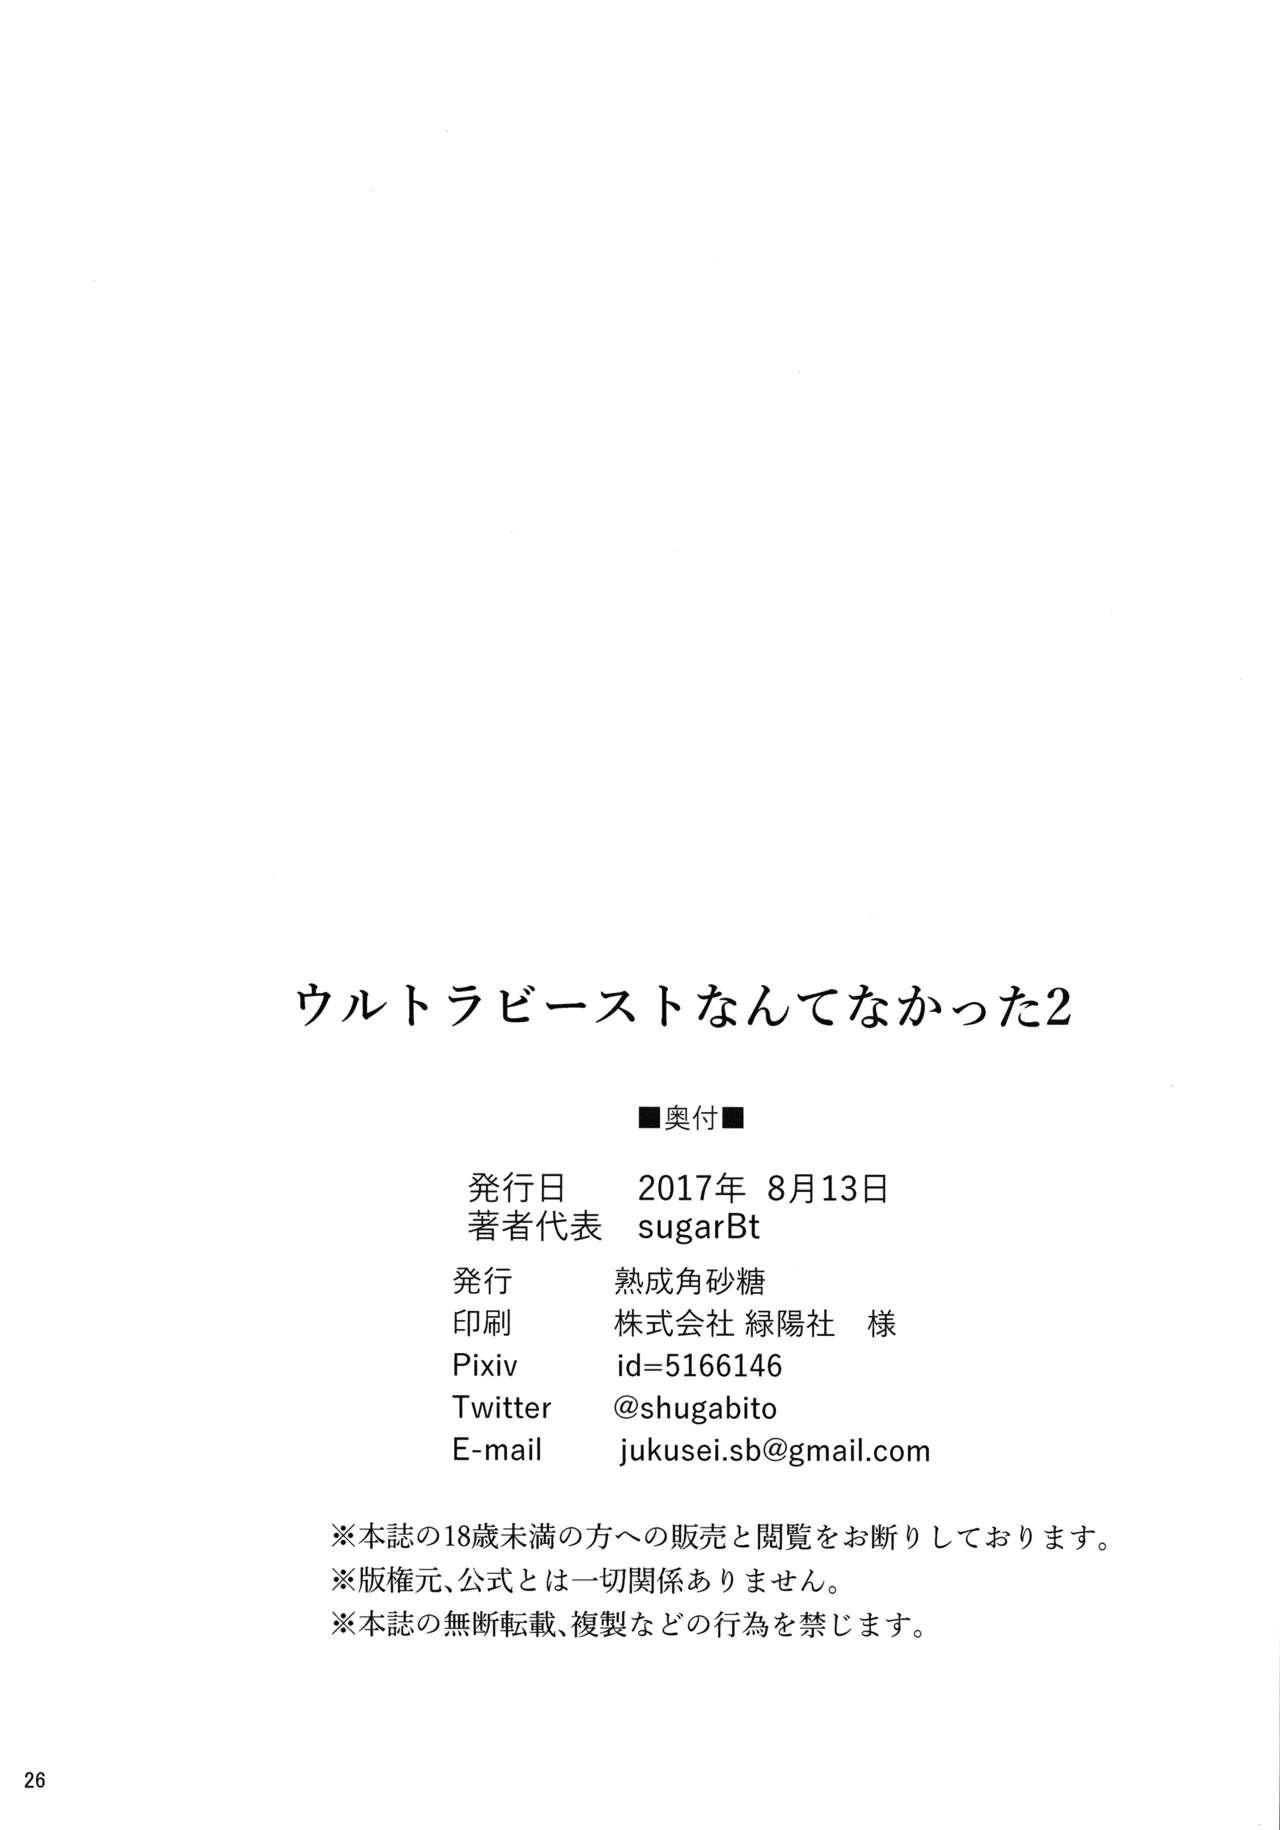 ウルトラビーストなんてなかった2
■奥付■
発行日 2017年 8月13日
著者代表 sugarBt
発行 熟成角砂糖
印刷 株式会社 緑陽社 様
Pixiv id=5166146
Twitter @shugabito
E-mail jukusei.sb@gmail.com
※本誌の18歳未満の方への販売と閲覧をお断りしております。
※版権元、公式とは一切関係ありません。
※本誌の無断転載、複製などの行為を禁じます。
26